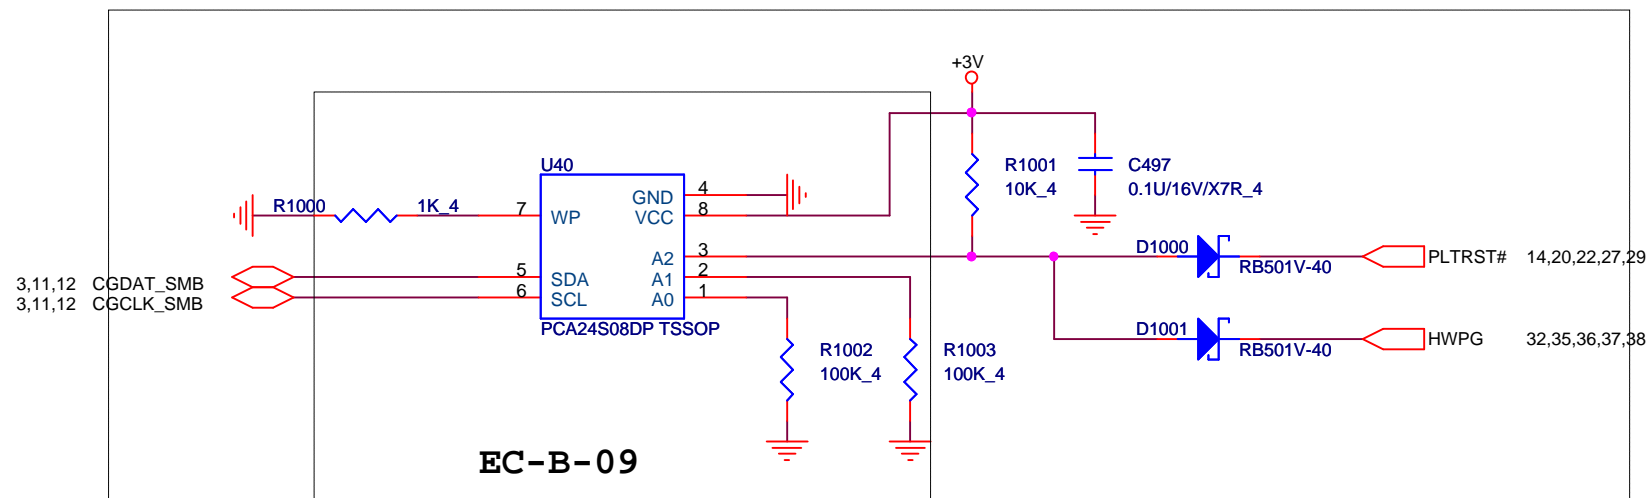 +3V
U40
R1001
10K_4
C497
0.1U/16V/X7R_4
R1000
1K_4
7
WP
GND
4
VCC
8
A2
3
D1000
RB501V-40
PLTRST#
14,20,22,27,29
3,11,12
CGDAT_SMB
5
SDA
A1
2
3,11,12
CGCLK_SMB
6
SCL
A0
1
PCA24S08DP TSSOP
D1001
RB501V-40
HWPG
32,35,36,37,38
R1002
100K_4
R1003
100K_4
EC-B-09